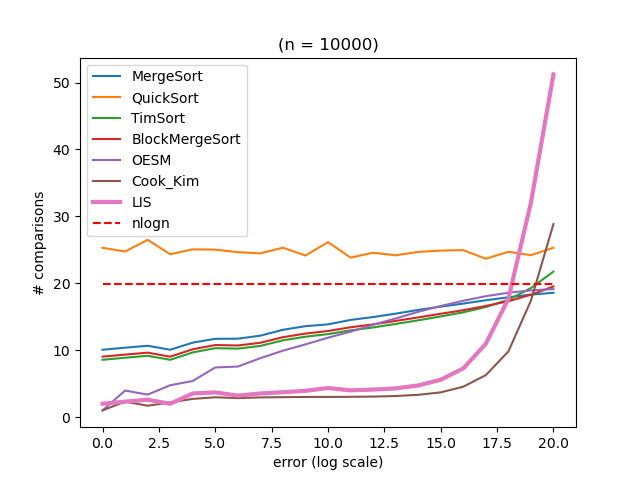 (n = 10000)
MergeSort
QuickSort
TimSort
BlockMergeSort
OESM
Cook_Kim
LIS
nlogn
# comparisons
50
40
30
20
10
0
0.0 2.5 5.0 7.5 10.0 12.5 15.0 17.5 20.0
error (log scale)